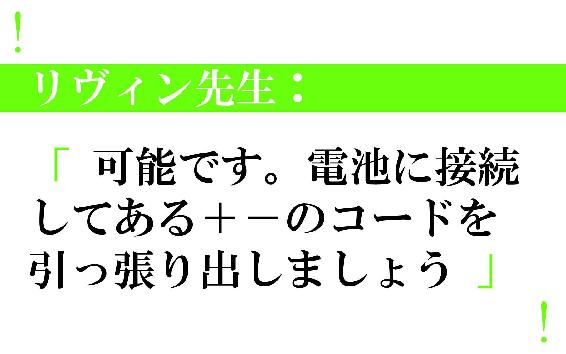 !
リヴィン先生：
「 可能です。電池に接続
してある＋－のコードを
引っ張り出しましょう 」
!